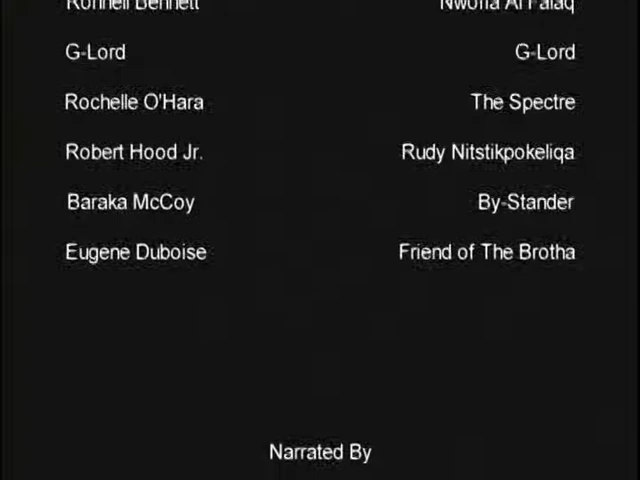 Bennett
G-Lord G-Lord
Rochelle O'Hara The Spectre
Robert Hood Jr. Rudy Nitstikpokeliqa
Baraka McCoy By-Stander
Eugene Duboise Friend of The Brotha
Narrated By